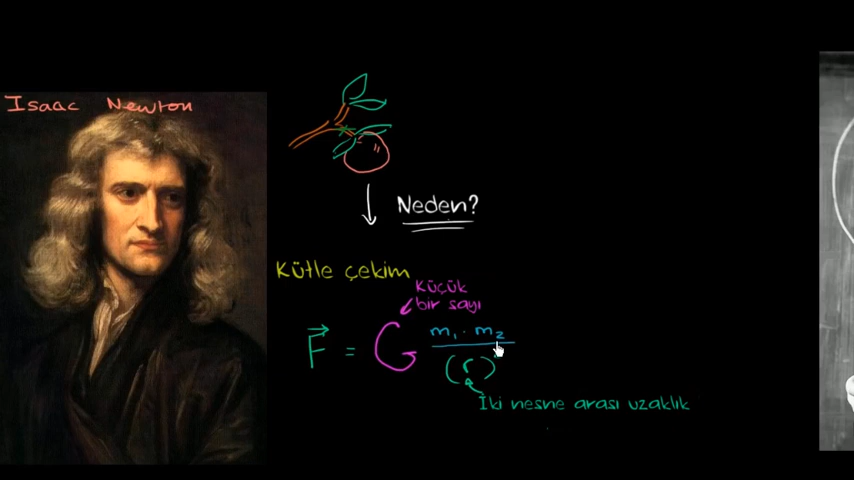 Isaac Newton
Neden?
Kütle çekim
Küçük
bir sayı
F = G m₁ . m₂
(r)
İki nesne arası uzaklık